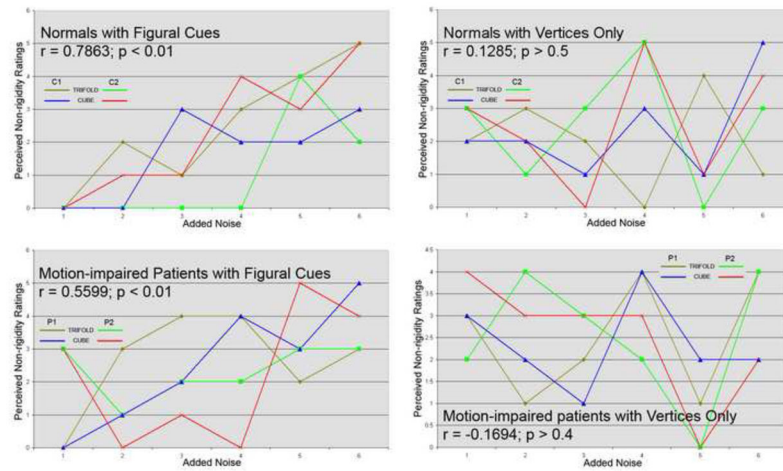 Normals with Figural Cues
r = 0.7863; p < 0.01
C1 C2
TRIFOLD
CUBE
Perceived Non-rigidity Ratings
6
5
4
3
2
1
0
1 2 3 4 5 6
Added Noise
Normals with Vertices Only
r = 0.1285; p > 0.5
C1 C2
TRIFOLD
CUBE
Perceived Non-rigidity Ratings
6
5
4
3
2
1
0
1 2 3 4 5 6
Added Noise
Motion-impaired Patients with Figural Cues
r = 0.5599; p < 0.01
P1 P2
TRIFOLD
CUBE
Perceived Non-rigidity Ratings
6
5
4
3
2
1
0
1 2 3 4 5 6
Added Noise
P1 P2
TRIFOLD
CUBE
Perceived Non-rigidity Ratings
4.5
4
3.5
3
2.5
2
1.5
1
0.5
0
Motion-impaired patients with Vertices Only
r = -0.1694; p > 0.4
1 2 3 4 5 6
Added Noise